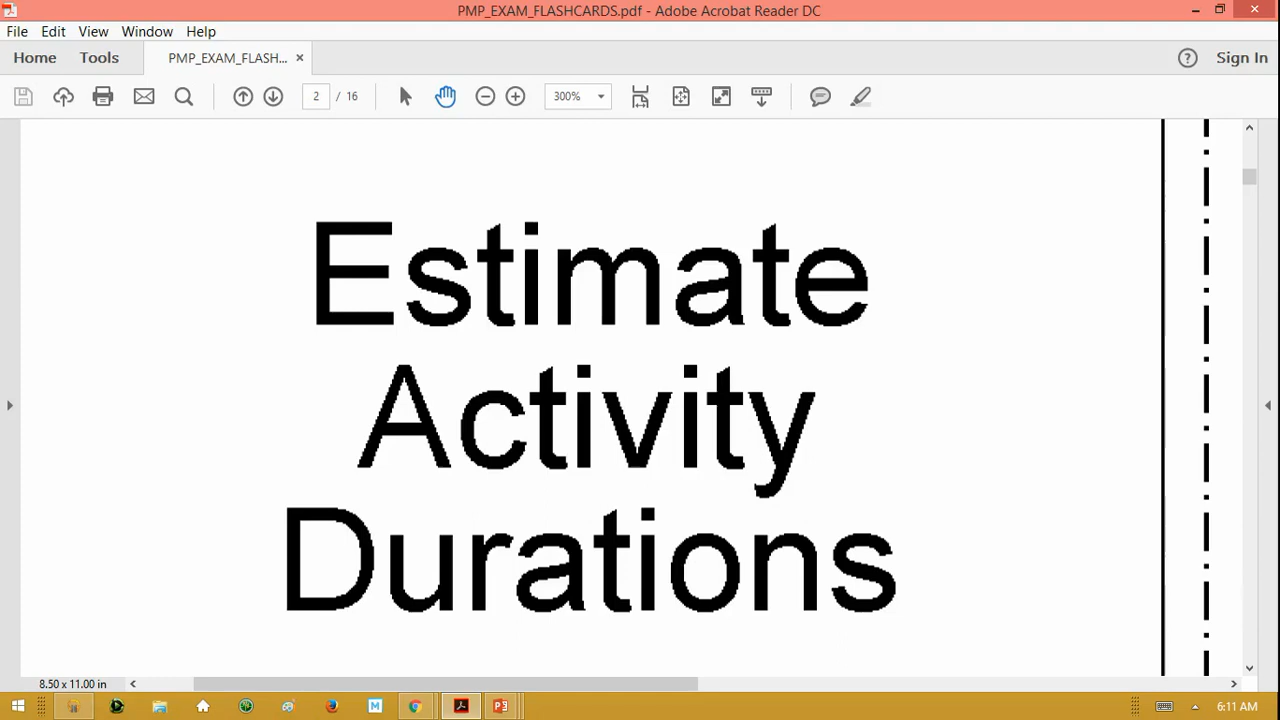 PMP_EXAM_FLASHCARDS.pdf - Adobe Acrobat Reader DC
File Edit View Window Help
Home Tools PMP_EXAM_FLASH... × Sign In
2 / 16 300%
Estimate
Activity
Durations
8.50 x 11.00 in
6:11 AM